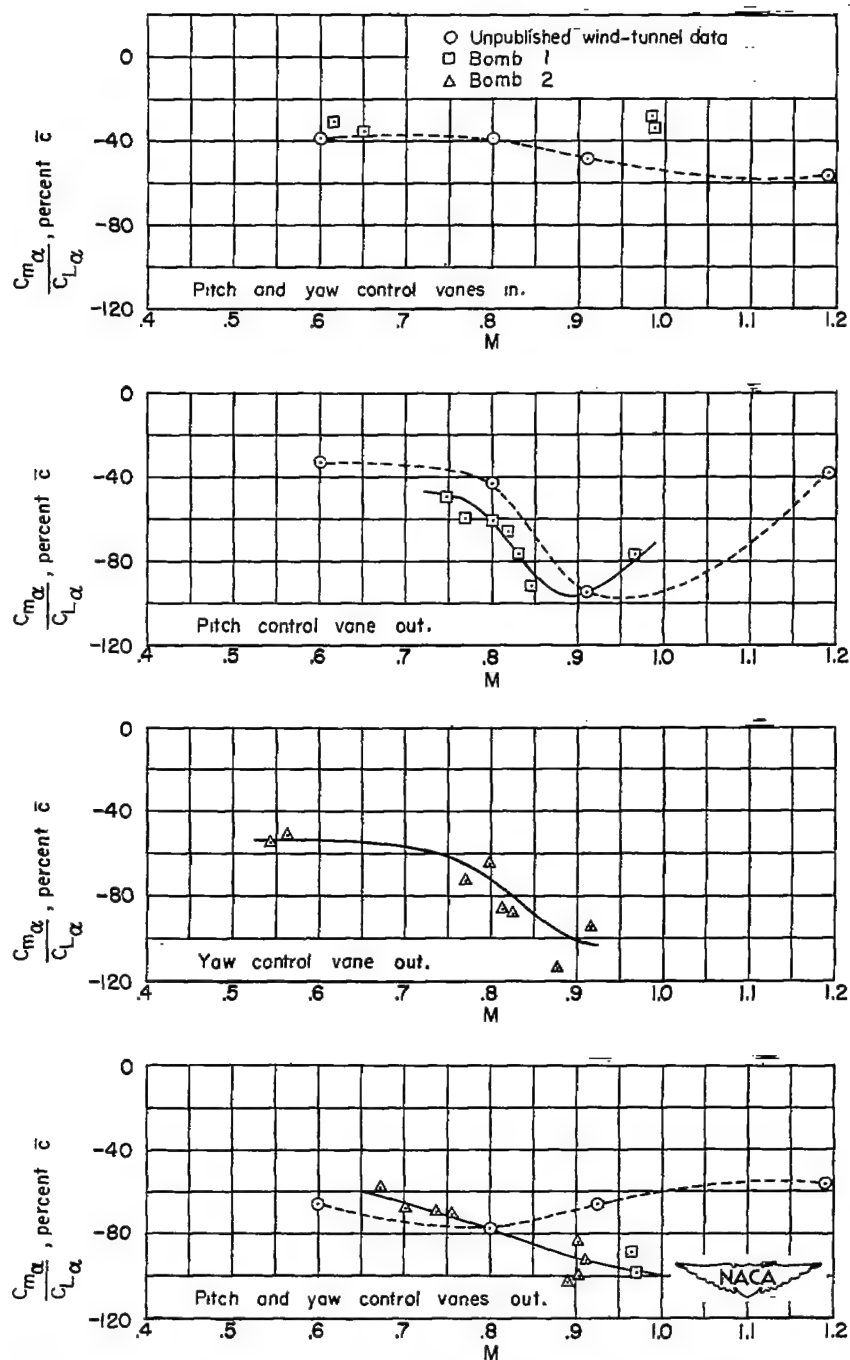 ○ Unpublished wind-tunnel data
□ Bomb 1
△ Bomb 2
0
-40
-80
-120
Cmα/CLα, percent c̄
Pitch and yaw control vanes in.
.4 .5 .6 .7 .8 .9 1.0 1.1 1.2
M
0
-40
-80
-120
Cmα/CLα, percent c̄
Pitch control vane out.
.4 .5 .6 .7 .8 .9 1.0 1.1 1.2
M
0
-40
-80
-120
Cmα/CLα, percent c̄
Yaw control vane out.
.4 .5 .6 .7 .8 .9 1.0 1.1 1.2
M
0
-40
-80
-120
Cmα/CLα, percent c̄
Pitch and yaw control vanes out.
NACA
.4 .5 .6 .7 .8 .9 1.0 1.1 1.2
M